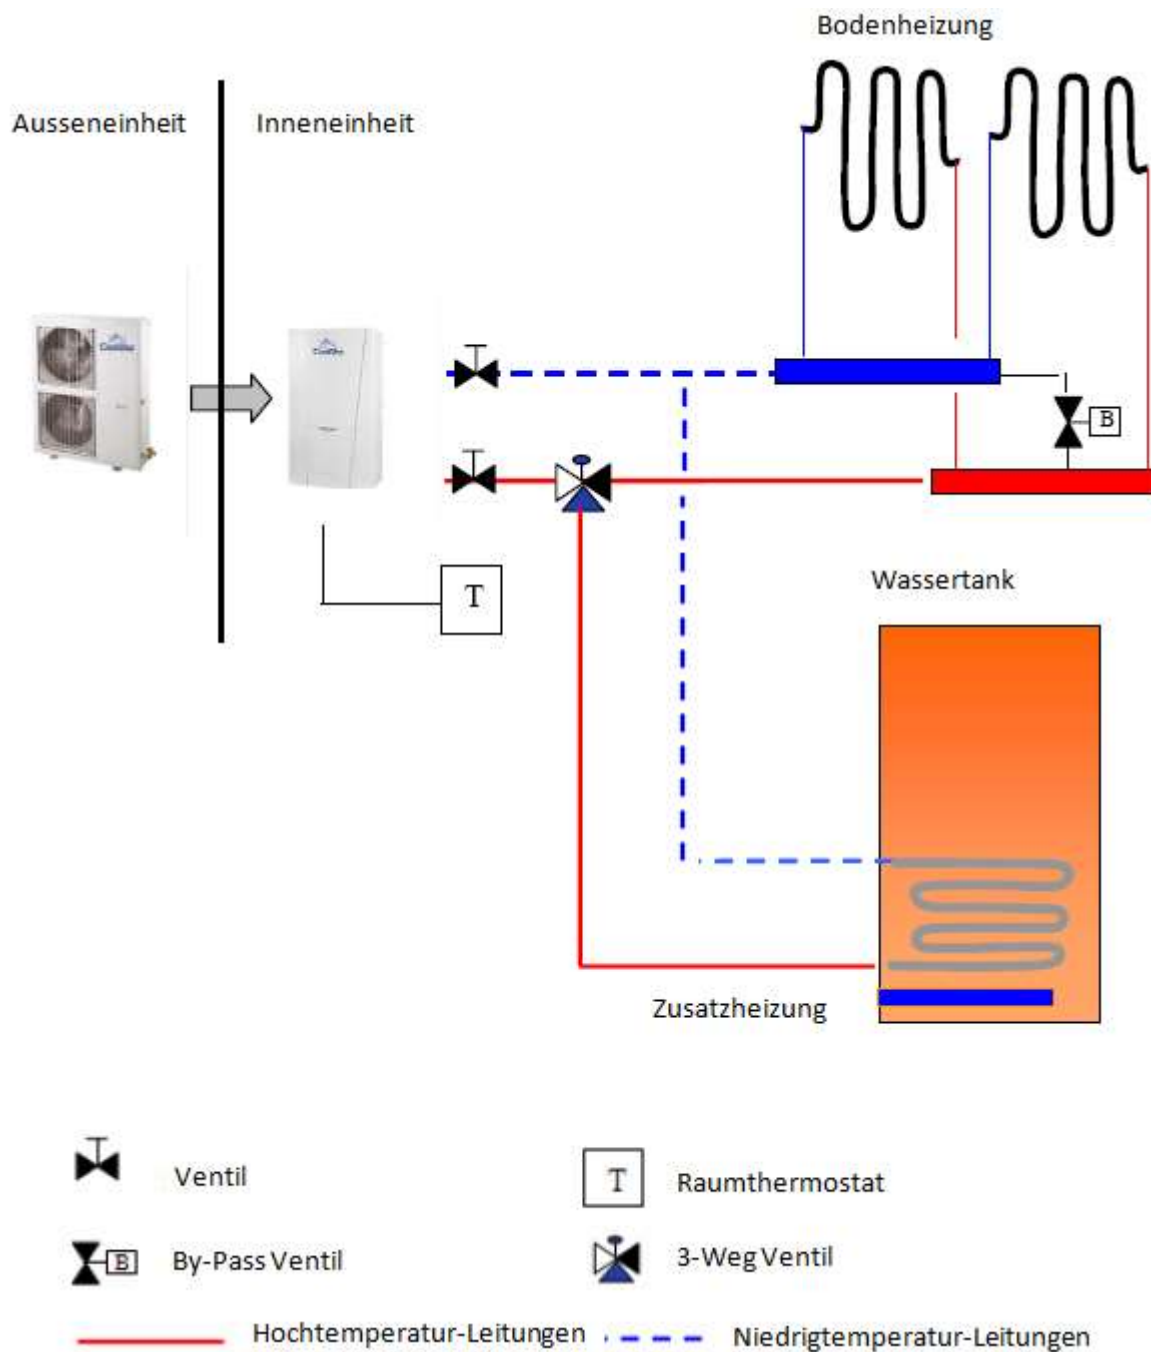 Bodenheizung
Ausseneinheit
Inneneinheit
B
T
Wassertank
Zusatzheizung
Ventil
T
Raumthermostat
B
By-Pass Ventil
3-Weg Ventil
Hochtemperatur-Leitungen
Niedrigtemperatur-Leitungen